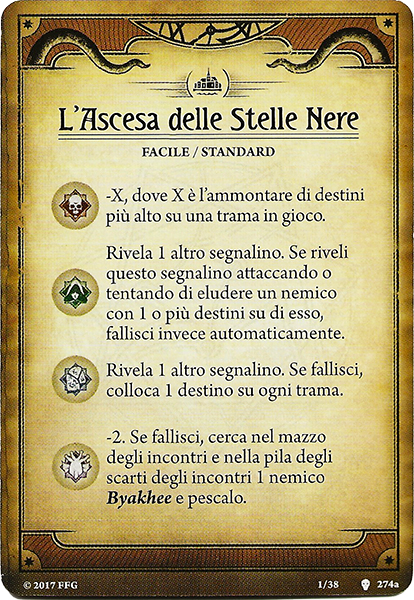 L'Ascesa delle Stelle Nere
FACILE / STANDARD
-X, dove X è l'ammontare di destini
più alto su una trama in gioco.
Rivela 1 altro segnalino. Se riveli
questo segnalino attaccando o
tentando di eludere un nemico
con 1 o più destini su di esso,
fallisci invece automaticamente.
Rivela 1 altro segnalino. Se fallisci,
colloca 1 destino su ogni trama.
-2. Se fallisci, cerca nel mazzo
degli incontri e nella pila degli
scarti degli incontri 1 nemico
Byakhee e pescalo.
© 2017 FFG
1/38
274a